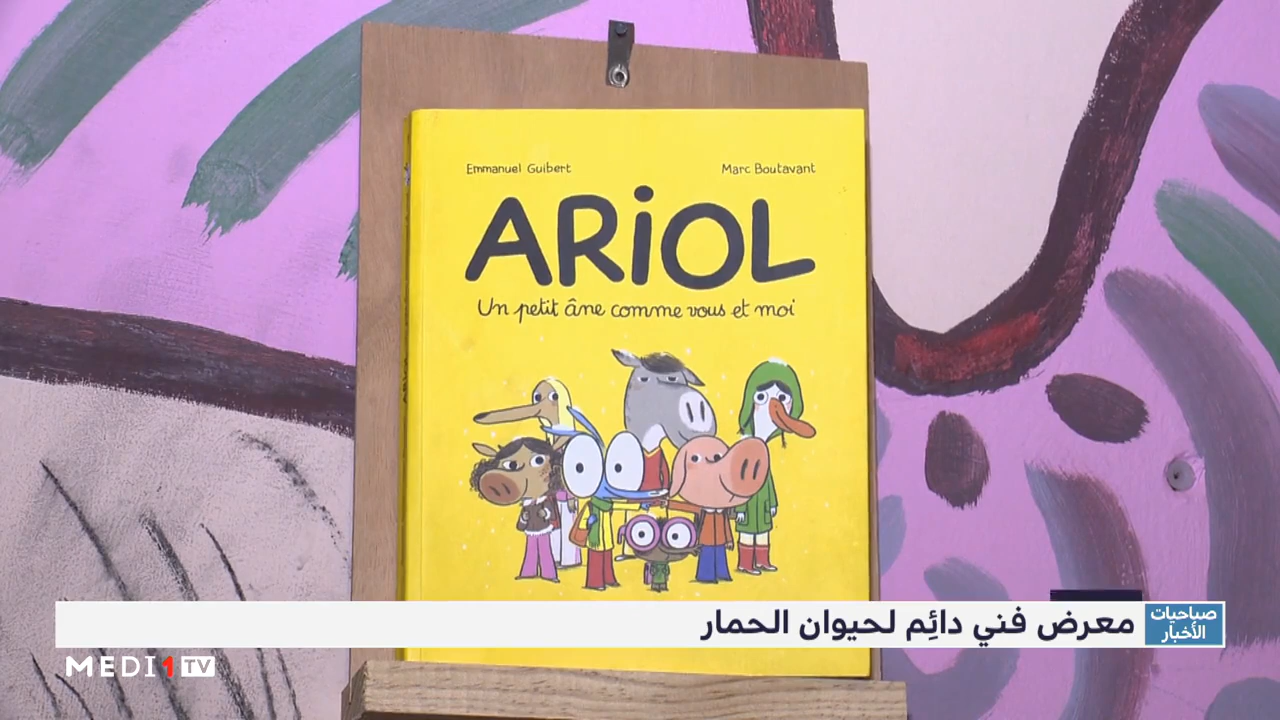 Emmanuel Guibert
Marc Boutavant
ARiOL
Un petit âne comme vous et moi
معرض فني دائِم لحيوان الحمار
صباحيات
الأخبار
MEDI1TV